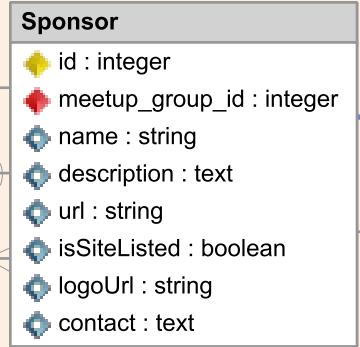 Sponsor
id : integer
meetup_group_id : integer
name : string
description : text
url : string
isSiteListed : boolean
logoUrl : string
contact : text